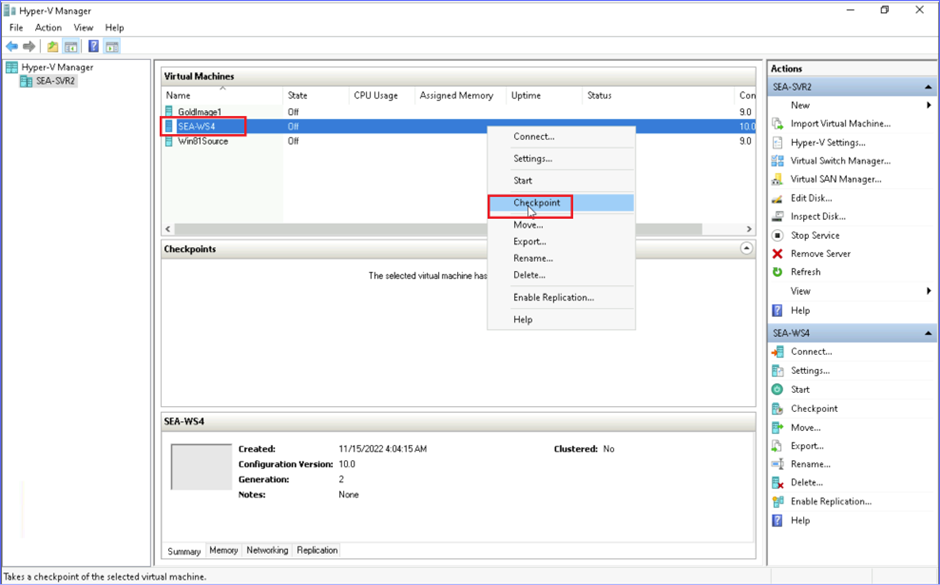 Hyper-V Manager
File Action View Help
Hyper-V Manager
SEA-SVR2
Virtual Machines
Name State CPU Usage Assigned Memory Uptime Status Con
GoldImage1 Off 9.0
SEA-WS4 Off 10.0
Win81Source Off 9.0
Connect...
Settings...
Start
Checkpoint
Move...
Export...
Rename...
Delete...
Enable Replication...
Help
Checkpoints
The selected virtual machine has
SEA-WS4
Created: 11/15/2022 4:04:15 AM Clustered: No
Configuration Version: 10.0
Generation: 2
Notes: None
Summary Memory Networking Replication
Actions
SEA-SVR2
New
Import Virtual Machine...
Hyper-V Settings...
Virtual Switch Manager...
Virtual SAN Manager...
Edit Disk...
Inspect Disk...
Stop Service
Remove Server
Refresh
View
Help
SEA-WS4
Connect...
Settings...
Start
Checkpoint
Move...
Export...
Rename...
Delete...
Enable Replication...
Help
Takes a checkpoint of the selected virtual machine.